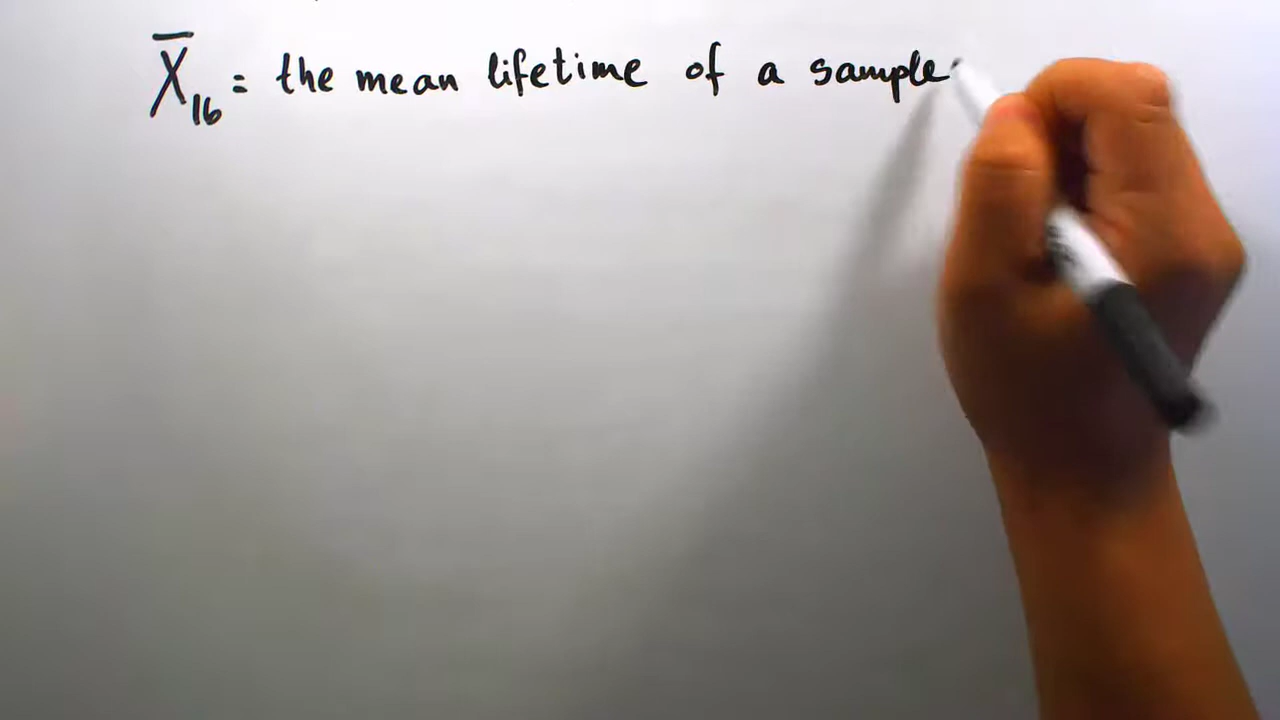 X̅₁₆ = the mean lifetime of a sample